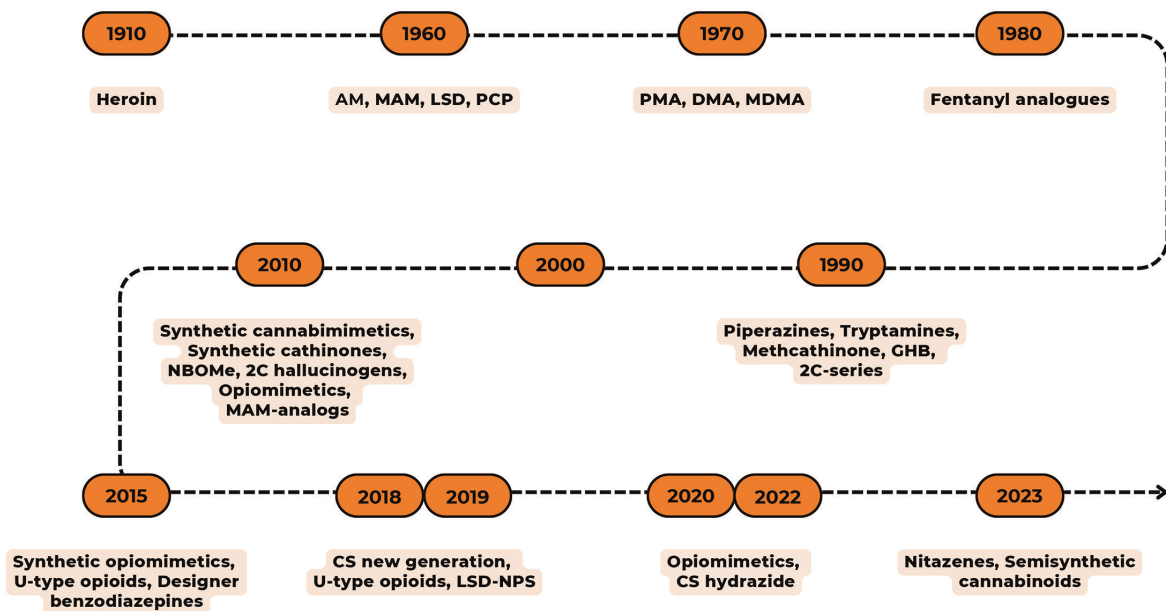 1910
1960
1970
1980
Heroin
AM, MAM, LSD, PCP
PMA, DMA, MDMA
Fentanyl analogues
2010
2000
1990
Synthetic cannabimimetics,
Synthetic cathinones,
NBOMe, 2C hallucinogens,
Opiomimetics,
MAM-analogs
Piperazines, Tryptamines,
Methcathinone, GHB,
2C-series
2015
2018
2019
2020
2022
2023
Synthetic opiomimetics,
U-type opioids, Designer
benzodiazepines
CS new generation,
U-type opioids, LSD-NPS
Opiomimetics,
CS hydrazide
Nitazenes, Semisynthetic
cannabinoids